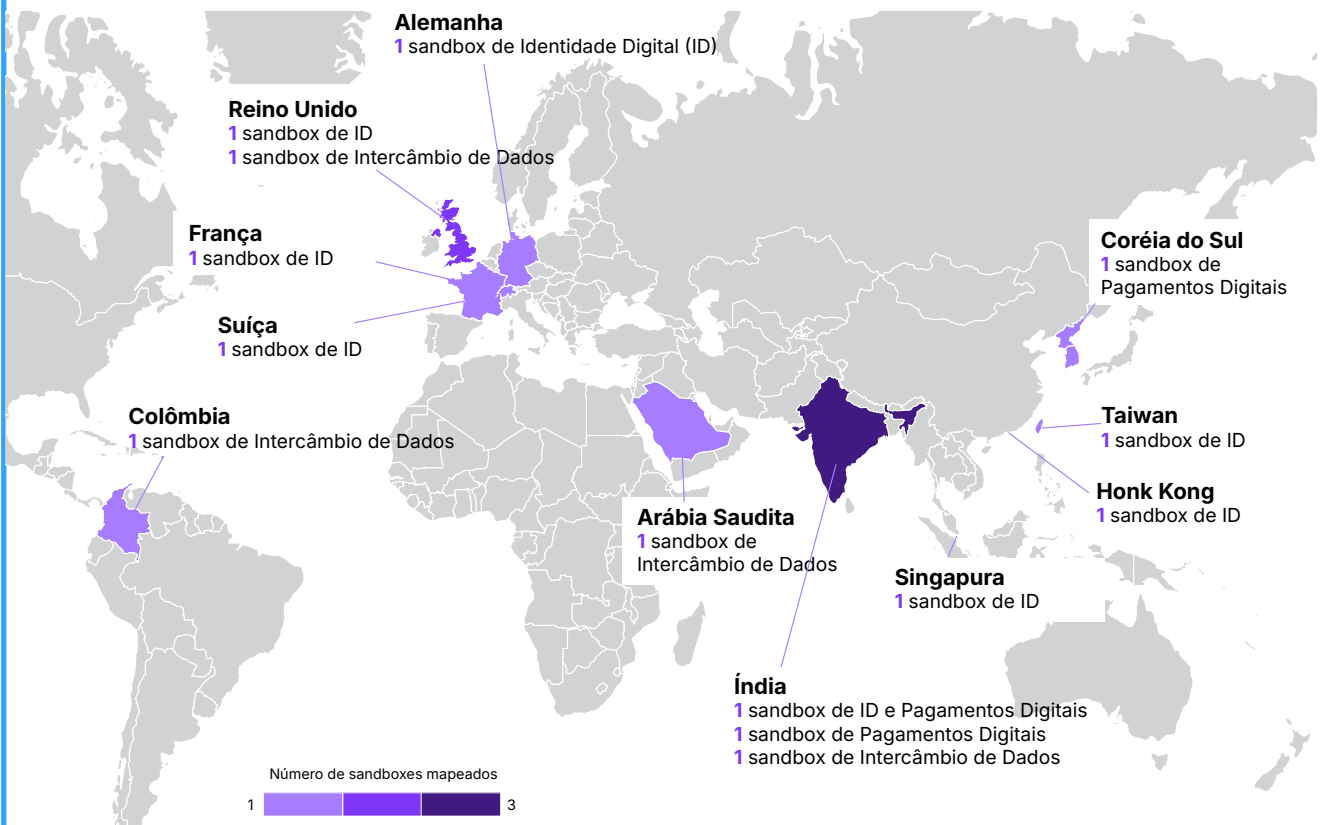 Alemanha
1 sandbox de Identidade Digital (ID)
Reino Unido
1 sandbox de ID
1 sandbox de Intercâmbio de Dados
França
1 sandbox de ID
Suíça
1 sandbox de ID
Colômbia
1 sandbox de Intercâmbio de Dados
Coréia do Sul
1 sandbox de
Pagamentos Digitais
Taiwan
1 sandbox de ID
Honk Kong
1 sandbox de ID
Arábia Saudita
1 sandbox de
Intercâmbio de Dados
Singapura
1 sandbox de ID
Índia
1 sandbox de ID e Pagamentos Digitais
1 sandbox de Pagamentos Digitais
1 sandbox de Intercâmbio de Dados
Número de sandboxes mapeados
1 3